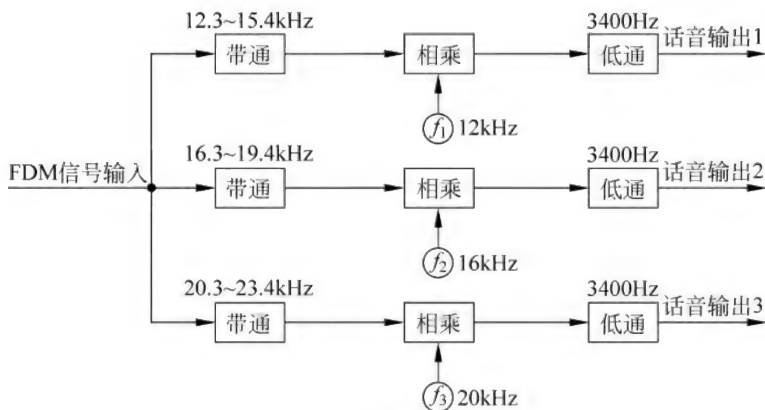 12.3~15.4kHz
3400Hz
话音输出1
带通
相乘
低通
f1
12kHz
FDM信号输入
16.3~19.4kHz
3400Hz
话音输出2
带通
相乘
低通
f2
16kHz
20.3~23.4kHz
3400Hz
话音输出3
带通
相乘
低通
f3
20kHz